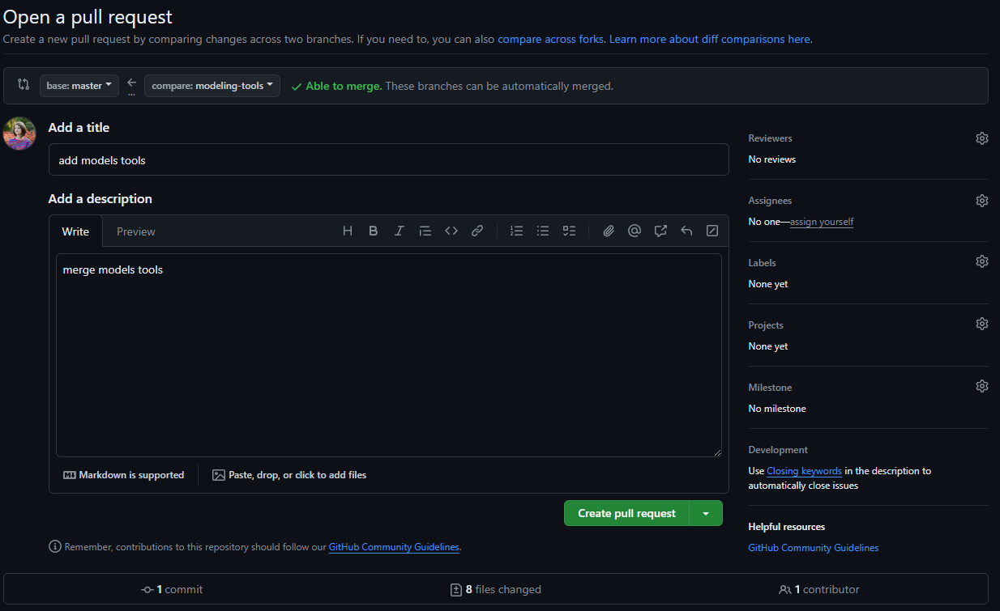 Open a pull request
Create a new pull request by comparing changes across two branches. If you need to, you can also compare across forks. Learn more about diff comparisons here.
base: master
...
compare: modeling-tools
Able to merge. These branches can be automatically merged.
Add a title
add models tools
Add a description
Write
Preview
merge models tools
Markdown is supported
Paste, drop, or click to add files
Create pull request
Remember, contributions to this repository should follow our GitHub Community Guidelines.
Reviewers
No reviews
Assignees
No one—assign yourself
Labels
None yet
Projects
None yet
Milestone
No milestone
Development
Use Closing keywords in the description to
automatically close issues
Helpful resources
GitHub Community Guidelines
1 commit
8 files changed
1 contributor